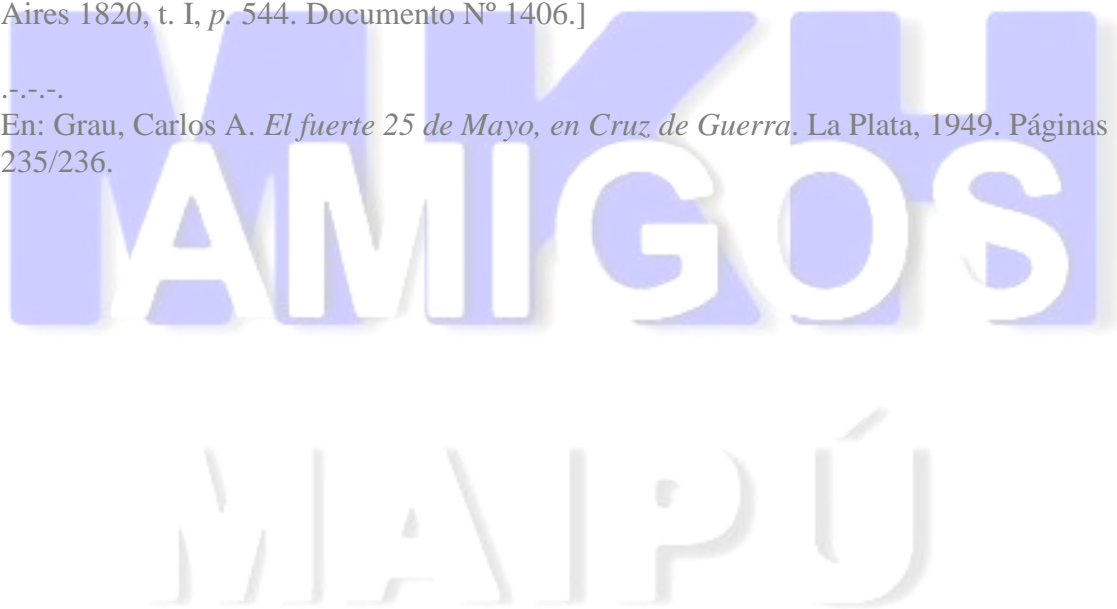 Aires 1820, t. I, p. 544. Documento Nº 1406.]
.-.-.-.
En: Grau, Carlos A. El fuerte 25 de Mayo, en Cruz de Guerra. La Plata, 1949. Páginas
235/236.
MKH
AMIGOS
MAIPÚ